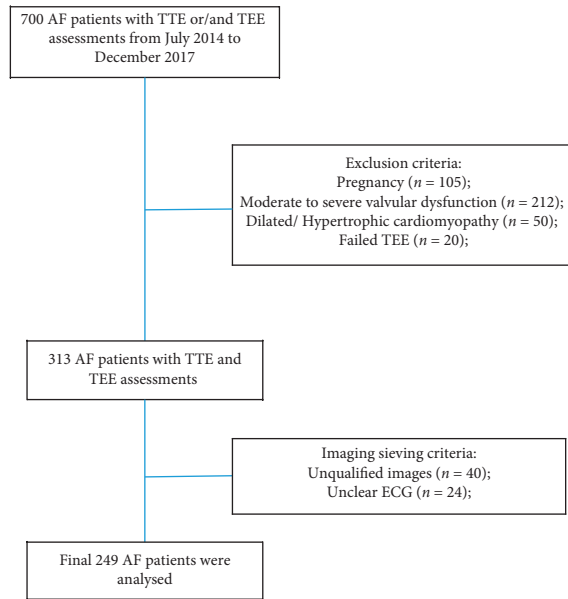 700 AF patients with TTE or/and TEE
assessments from July 2014 to
December 2017
Exclusion criteria:
Pregnancy (n = 105);
Moderate to severe valvular dysfunction (n = 212);
Dilated/ Hypertrophic cardiomyopathy (n = 50);
Failed TEE (n = 20);
313 AF patients with TTE and
TEE assessments
Imaging sieving criteria:
Unqualified images (n = 40);
Unclear ECG (n = 24);
Final 249 AF patients were
analysed